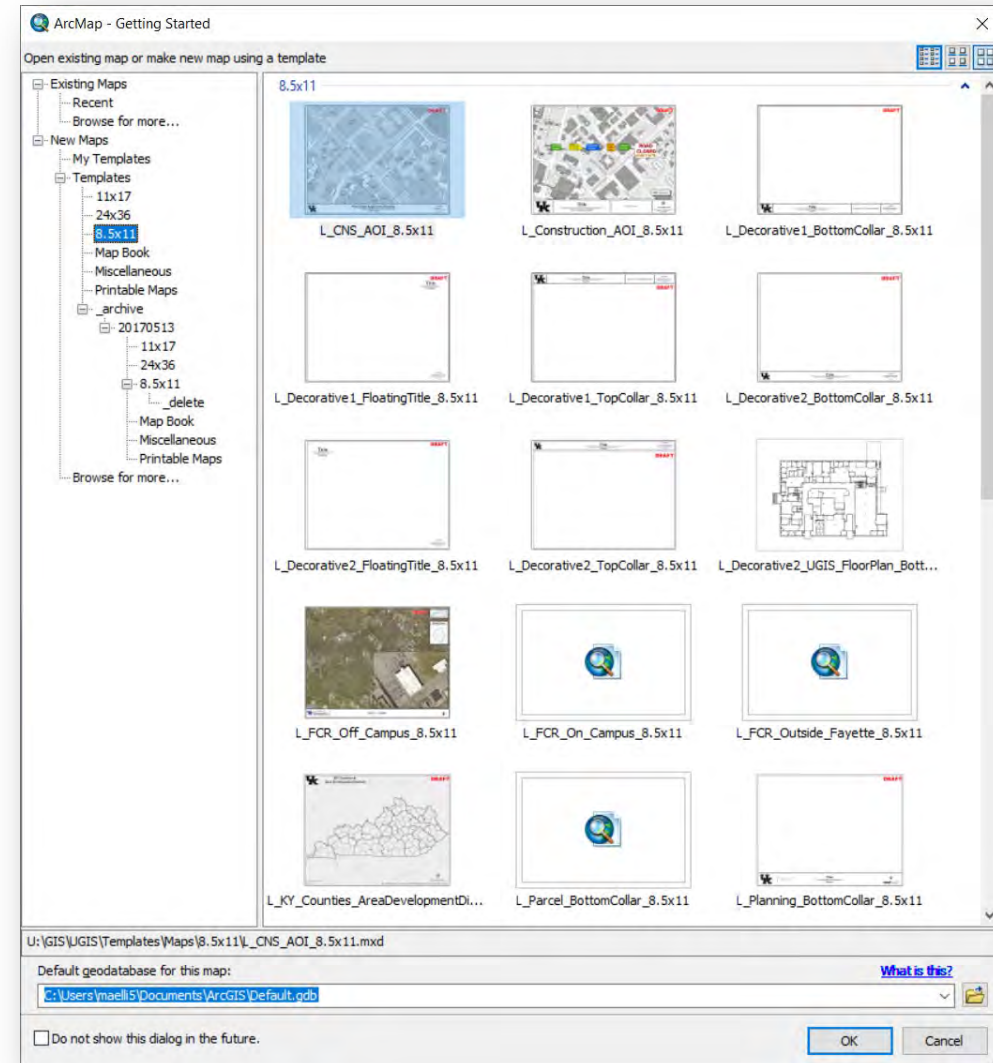 ArcMap - Getting Started
Open existing map or make new map using a template
Existing Maps
Recent
Browse for more...
New Maps
My Templates
Templates
11x17
24x36
8.5x11
Map Book
Miscellaneous
Printable Maps
_archive
20170513
11x17
24x36
8.5x11
_delete
Map Book
Miscellaneous
Printable Maps
Browse for more...
8.5x11
L_CNS_AOI_8.5x11
L_Construction_AOI_8.5x11
L_Decorative1_BottomCollar_8.5x11
L_Decorative1_FloatingTitle_8.5x11
L_Decorative1_TopCollar_8.5x11
L_Decorative2_BottomCollar_8.5x11
L_Decorative2_FloatingTitle_8.5x11
L_Decorative2_TopCollar_8.5x11
L_Decorative2_UGIS_FloorPlan_Bott...
L_FCR_Off_Campus_8.5x11
L_FCR_On_Campus_8.5x11
L_FCR_Outside_Fayette_8.5x11
L_KY_Counties_AreaDevelopmentDi...
L_Parcel_BottomCollar_8.5x11
L_Planning_BottomCollar_8.5x11
U:\GIS\UGIS\Templates\Maps\8.5x11\L_CNS_AOI_8.5x11.mxd
Default geodatabase for this map:
What is this?
C:\Users\maelli5\Documents\ArcGIS\Default.gdb
Do not show this dialog in the future.
OK
Cancel